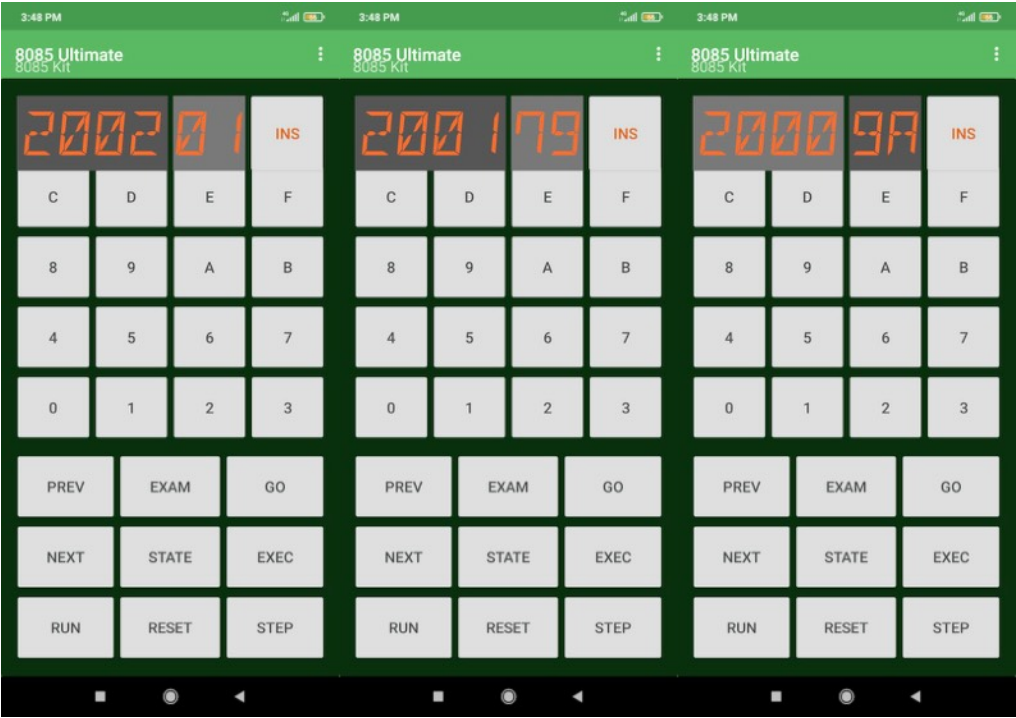 3:48 PM
8085 Ultimate
8085 Kit
2002 01 INS
C D E F
8 9 A B
4 5 6 7
0 1 2 3
PREV EXAM GO
NEXT STATE EXEC
RUN RESET STEP
3:48 PM
8085 Ultimate
8085 Kit
2001 79 INS
C D E F
8 9 A B
4 5 6 7
0 1 2 3
PREV EXAM GO
NEXT STATE EXEC
RUN RESET STEP
3:48 PM
8085 Ultimate
8085 Kit
2000 9A INS
C D E F
8 9 A B
4 5 6 7
0 1 2 3
PREV EXAM GO
NEXT STATE EXEC
RUN RESET STEP